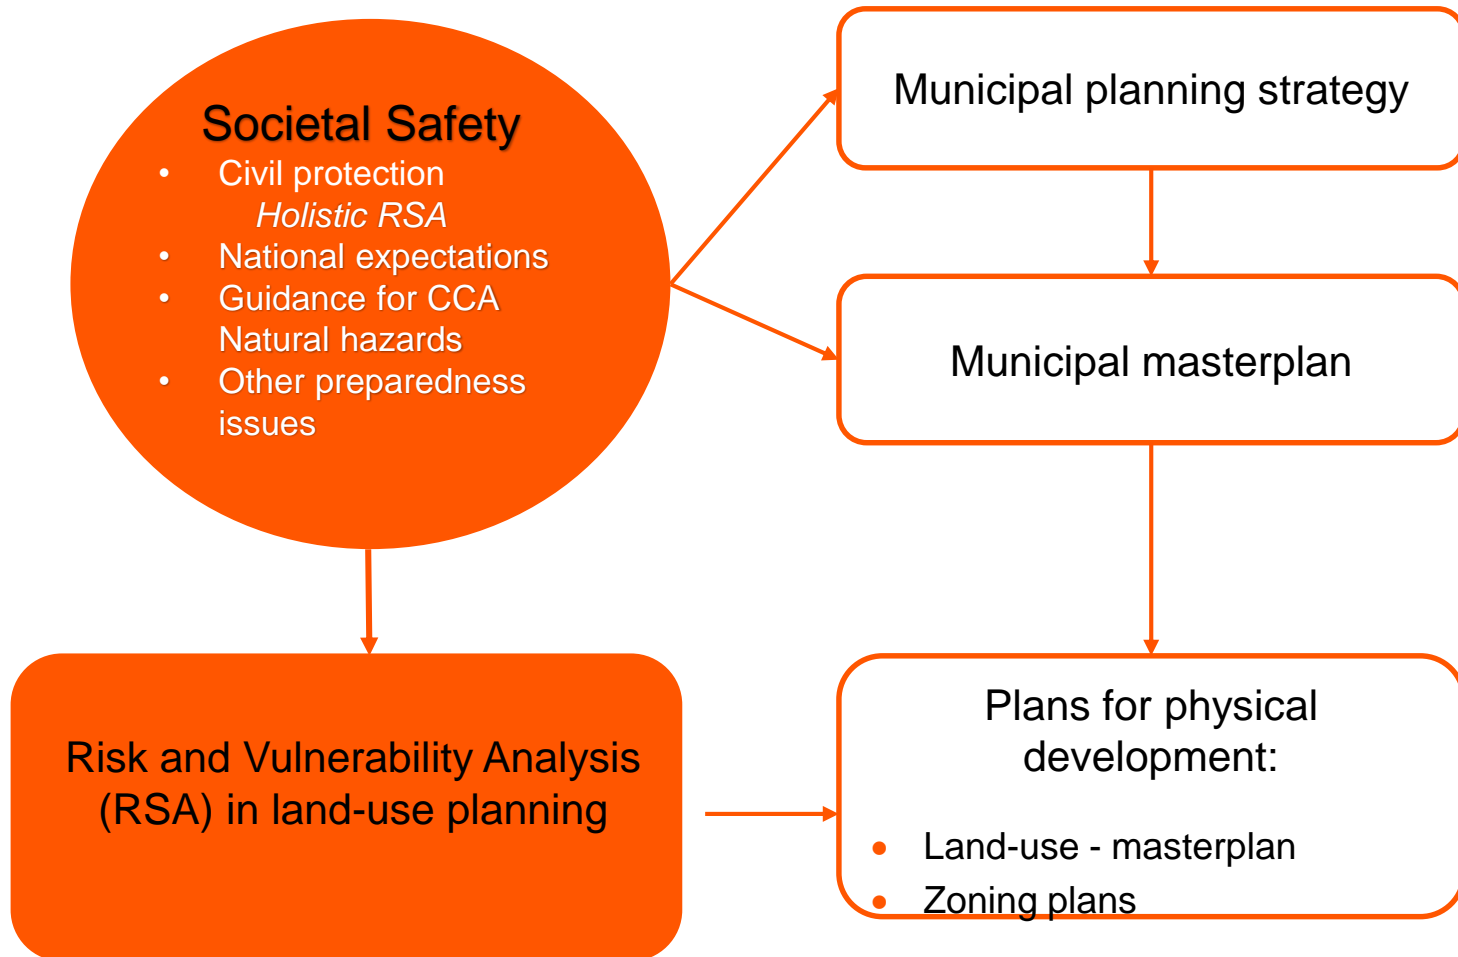 Societal Safety
• Civil protection
Holistic RSA
• National expectations
• Guidance for CCA
Natural hazards
• Other preparedness
issues
Municipal planning strategy
Municipal masterplan
Risk and Vulnerability Analysis
(RSA) in land-use planning
Plans for physical
development:
• Land-use - masterplan
• Zoning plans